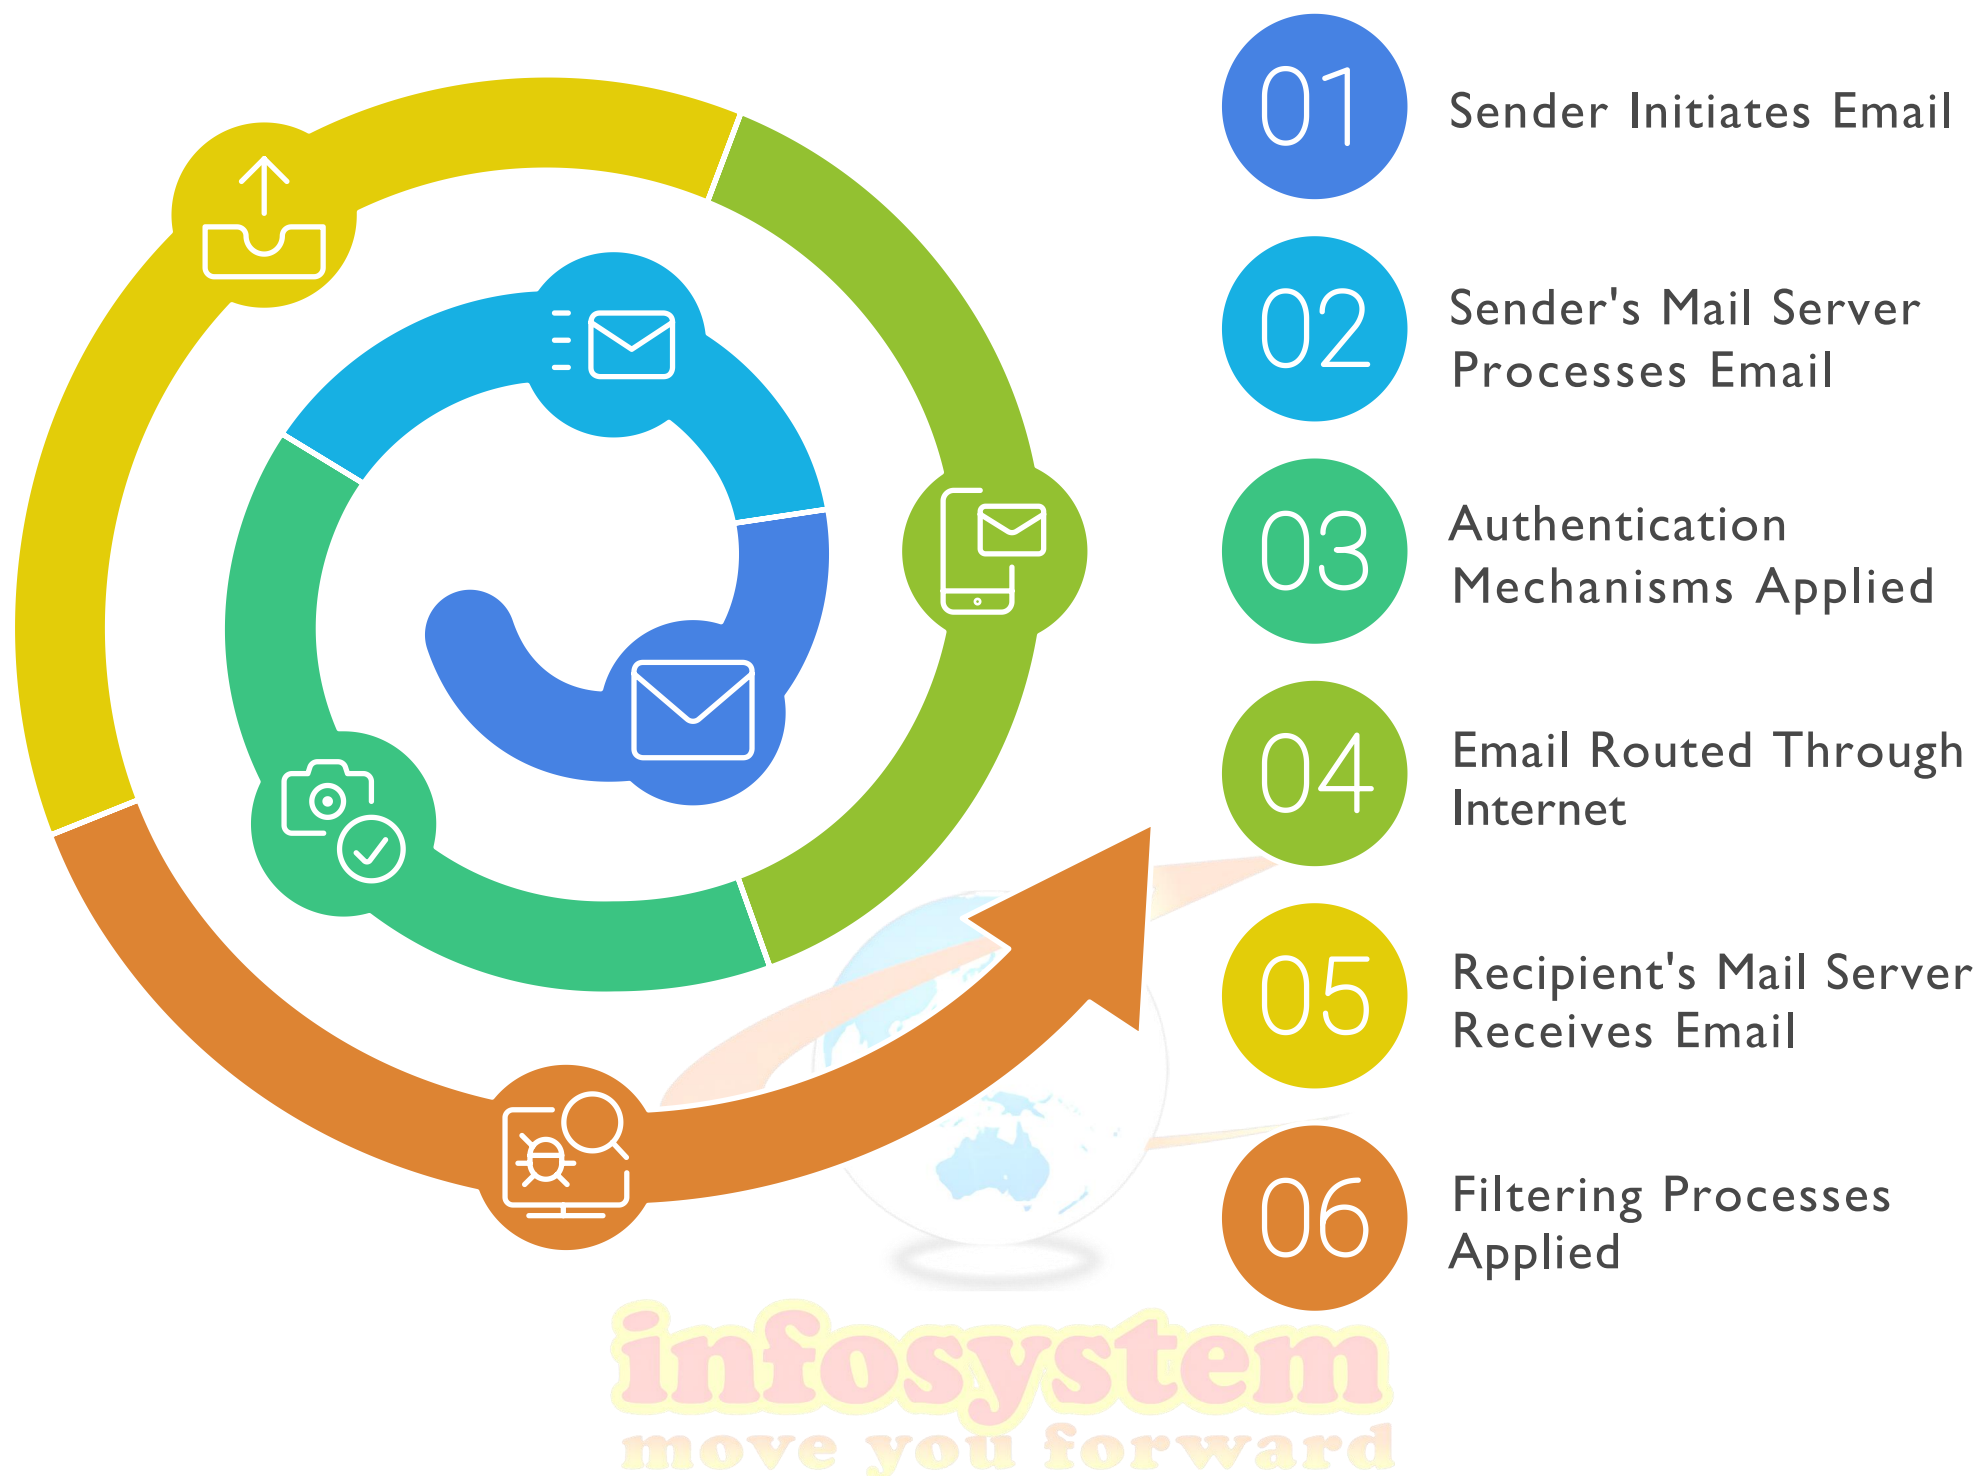 01
Sender Initiates Email
02
Sender's Mail Server
Processes Email
03
Authentication
Mechanisms Applied
04
Email Routed Through
Internet
05
Recipient's Mail Server
Receives Email
06
Filtering Processes
Applied
infosystem
move you forward